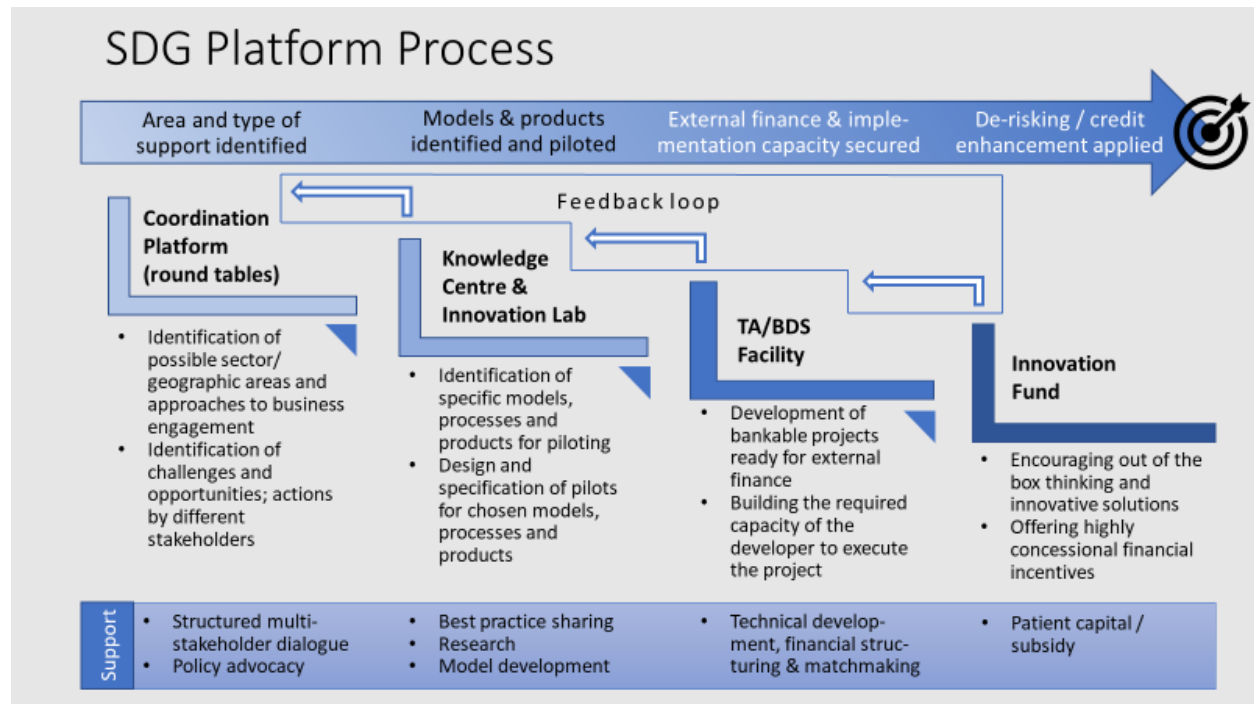 SDG Platform Process
Area and type of
support identified
Models & products
identified and piloted
External finance & imple-
mentation capacity secured
De-risking / credit
enhancement applied
Feedback loop
Coordination
Platform
(round tables)
• Identification of
possible sector/
geographic areas and
approaches to business
engagement
• Identification of
challenges and
opportunities; actions
by different
stakeholders
Knowledge
Centre &
Innovation Lab
• Identification of
specific models,
processes and
products for piloting
• Design and
specification of pilots
for chosen models,
processes and
products
TA/BDS
Facility
• Development of
bankable projects
ready for external
finance
• Building the required
capacity of the
developer to execute
the project
Innovation
Fund
• Encouraging out of the
box thinking and
innovative solutions
• Offering highly
concessional financial
incentives
Support
• Structured multi-
stakeholder dialogue
• Policy advocacy
• Best practice sharing
• Research
• Model development
• Technical develop-
ment, financial struc-
turing & matchmaking
• Patient capital /
subsidy